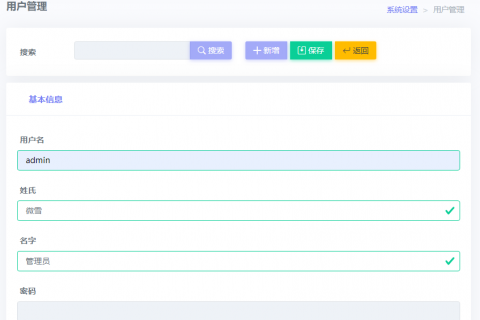 用户管理
系统设置 > 用户管理
搜索 搜索 新增 保存 返回
基本信息
用户名
admin
姓氏
微雪
名字
管理员
密码